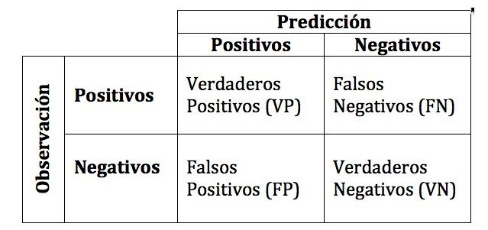 Predicción
Positivos Negativos
Observación
Positivos
Verdaderos
Positivos (VP)
Falsos
Negativos (FN)
Negativos
Falsos
Positivos (FP)
Verdaderos
Negativos (VN)